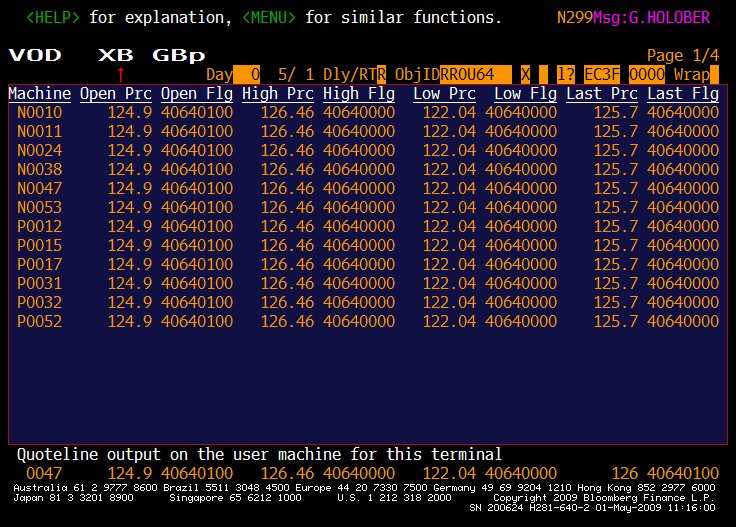 <HELP> for explanation, <MENU> for similar functions. N299Msg:G.HOLOBER
VOD XB GBp
Page 1/4
↑ Day 0 5/ 1 Dly/RTR ObjIDRR0U64 X l? EC3F 0000 Wrap
Machine Open Prc Open Flg High Prc High Flg Low Prc Low Flg Last Prc Last Flg
N0010 124.9 40640100 126.46 40640000 122.04 40640000 125.7 40640000
N0011 124.9 40640100 126.46 40640000 122.04 40640000 125.7 40640000
N0024 124.9 40640100 126.46 40640000 122.04 40640000 125.7 40640000
N0038 124.9 40640100 126.46 40640000 122.04 40640000 125.7 40640000
N0047 124.9 40640100 126.46 40640000 122.04 40640000 125.7 40640000
N0053 124.9 40640100 126.46 40640000 122.04 40640000 125.7 40640000
P0012 124.9 40640100 126.46 40640000 122.04 40640000 125.7 40640000
P0015 124.9 40640100 126.46 40640000 122.04 40640000 125.7 40640000
P0017 124.9 40640100 126.46 40640000 122.04 40640000 125.7 40640000
P0031 124.9 40640100 126.46 40640000 122.04 40640000 125.7 40640000
P0032 124.9 40640100 126.46 40640000 122.04 40640000 125.7 40640000
P0052 124.9 40640100 126.46 40640000 122.04 40640000 125.7 40640000
Quoteline output on the user machine for this terminal
0047 124.9 40640100 126.46 40640000 122.04 40640000 126 40640100
Australia 61 2 9777 8600 Brazil 5511 3048 4500 Europe 44 20 7330 7500 Germany 49 69 9204 1210 Hong Kong 852 2977 6000
Japan 81 3 3201 8900 Singapore 65 6212 1000 U.S. 1 212 318 2000 Copyright 2009 Bloomberg Finance L.P.
SN 200624 H281-640-2 01-May-2009 11:16:00